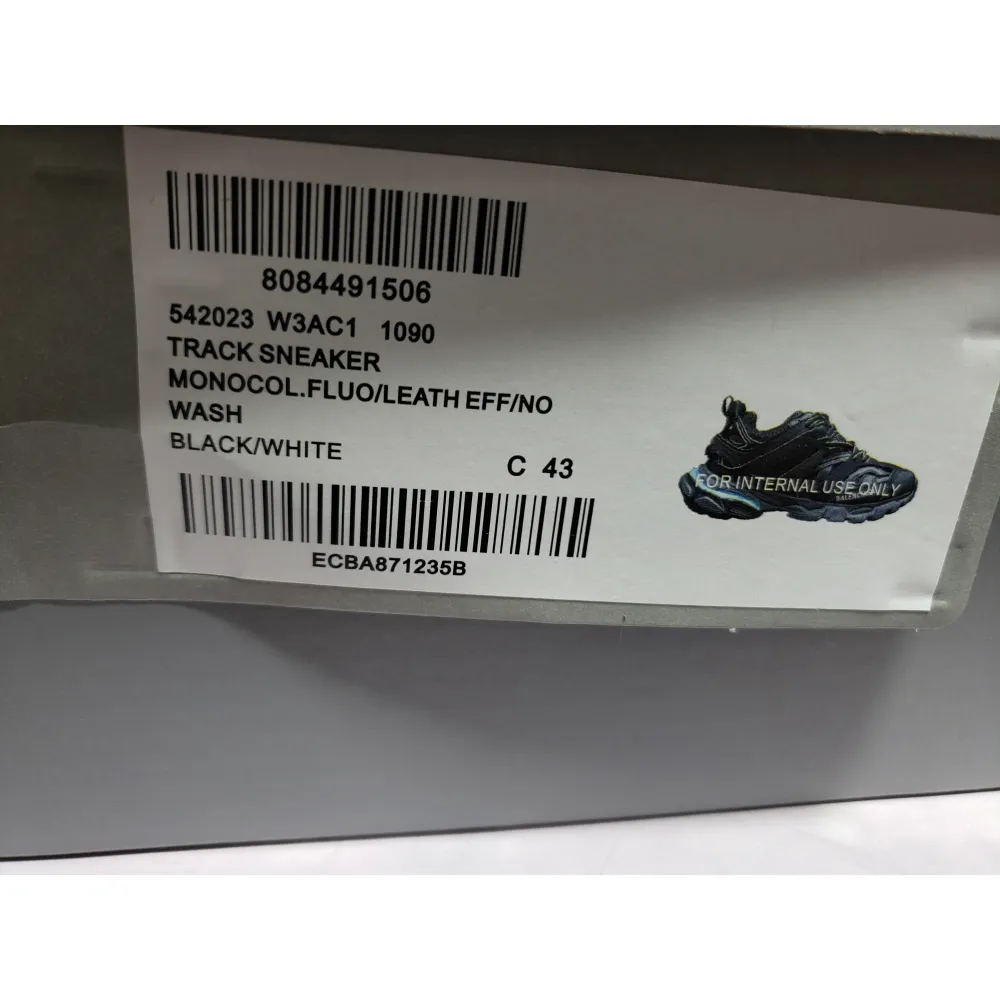 8084491506
542023 W3AC1 1090
TRACK SNEAKER
MONOCOL.FLUO/LEATH EFF/NO
WASH
BLACK/WHITE
C 43
FOR INTERNAL USE ONLY
ECBA871235B